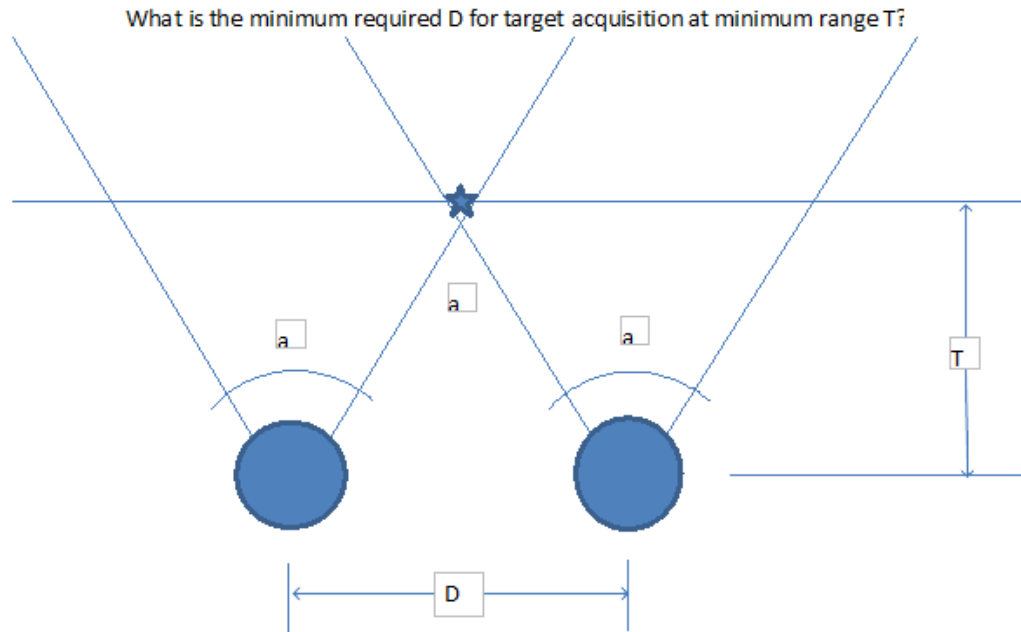 What is the minimum required D for target acquisition at minimum range T?
a
a
a
T
D